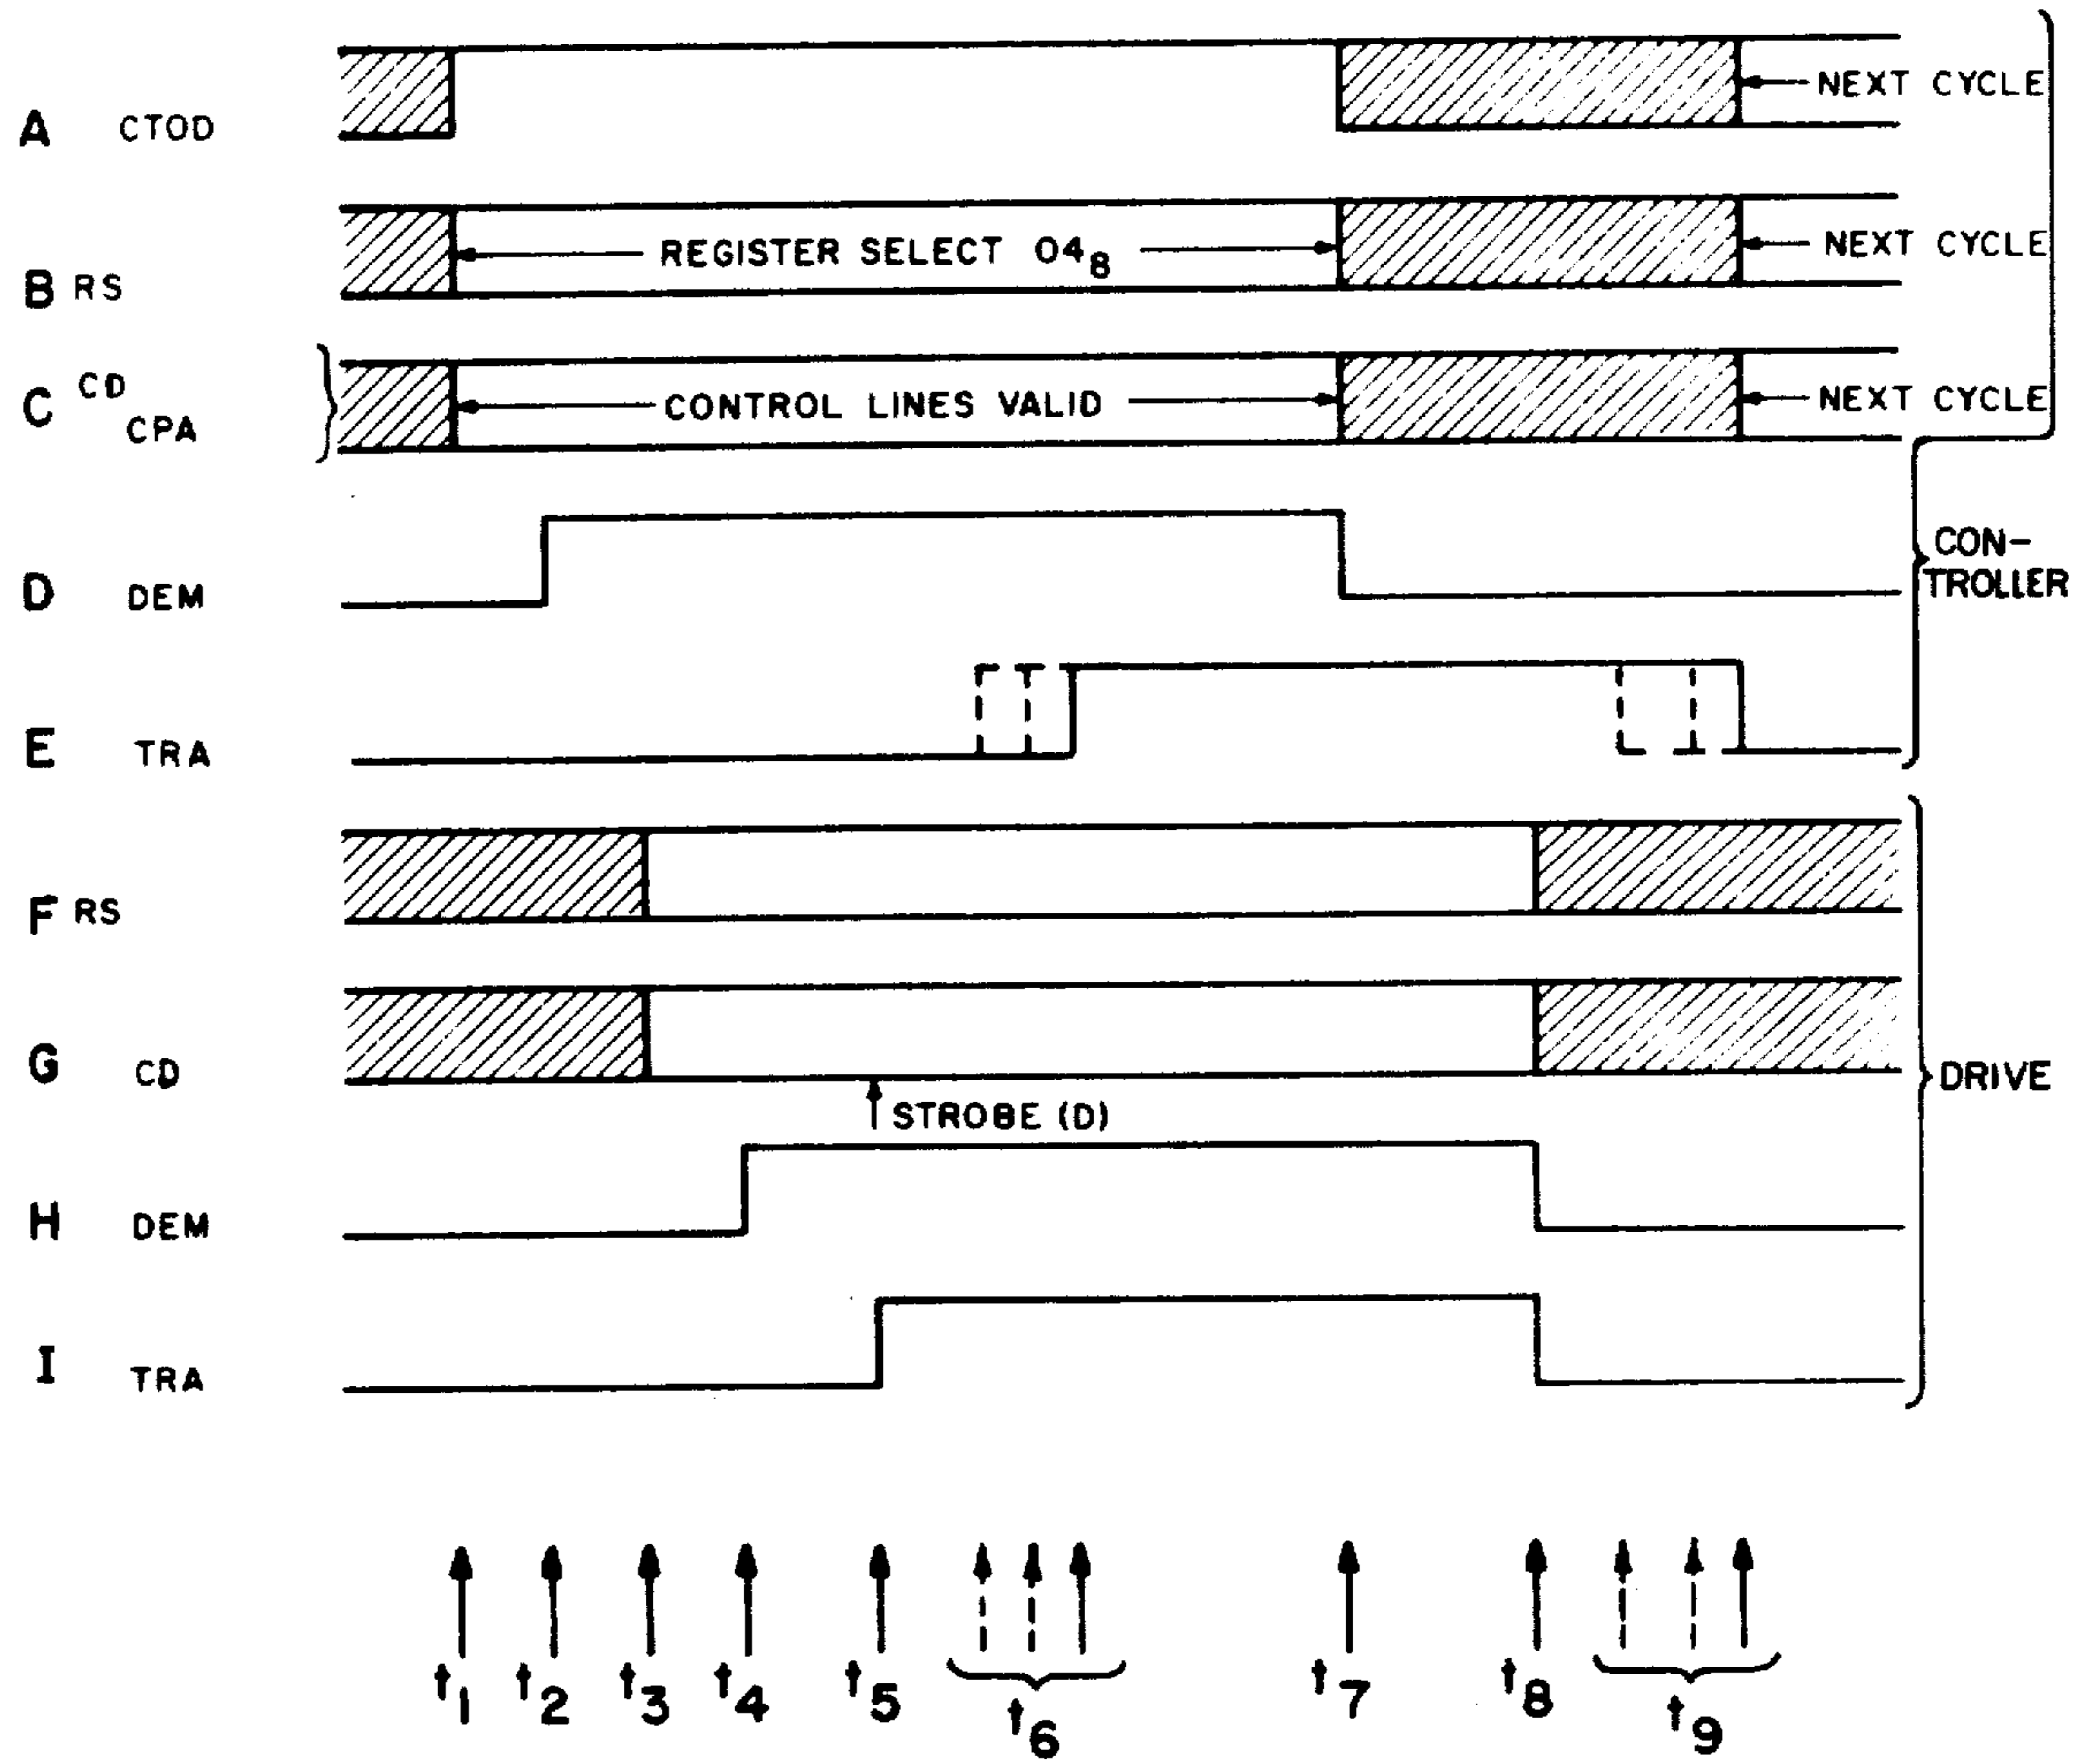 A CTOD
NEXT CYCLE
B RS
REGISTER SELECT 04₈
NEXT CYCLE
C CD
CPA
CONTROL LINES VALID
NEXT CYCLE
D DEM
CON-
TROLLER
E TRA
F RS
G CD
STROBE (D)
DRIVE
H DEM
I TRA
t₁ t₂ t₃ t₄ t₅ t₆ t₇ t₈ t₉